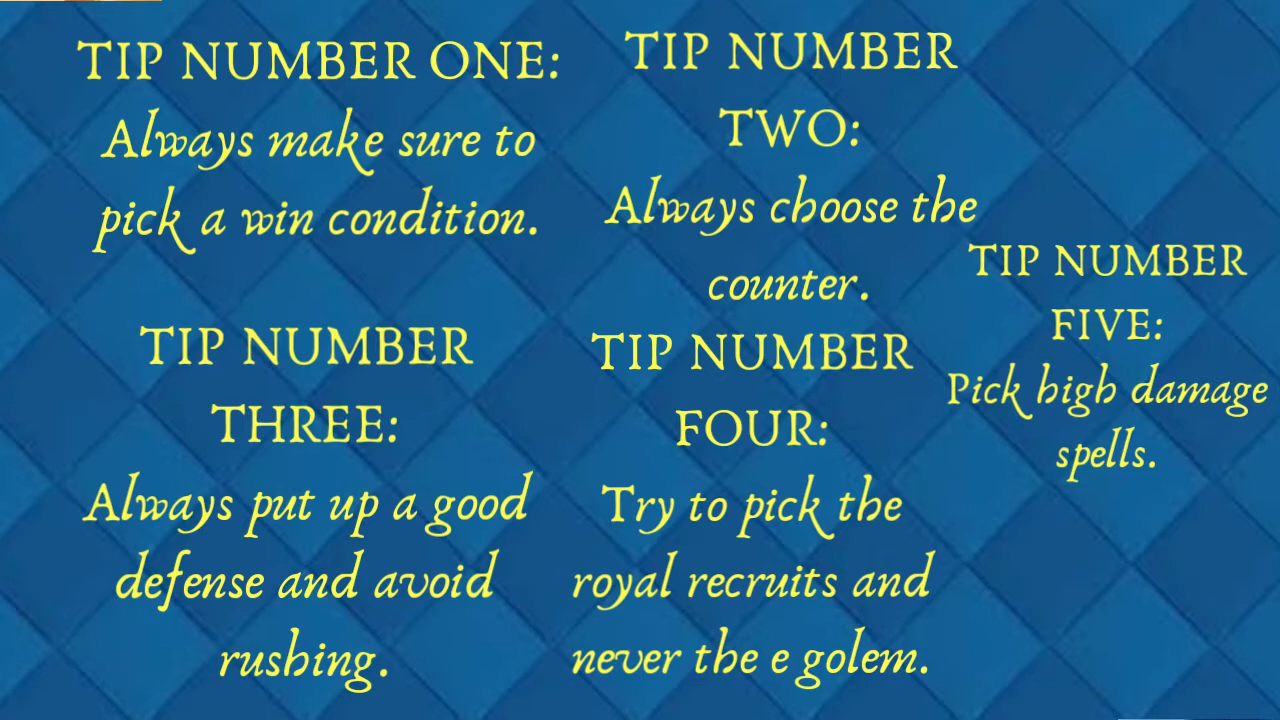 TIP NUMBER ONE:
Always make sure to
pick a win condition.
TIP NUMBER
TWO:
Always choose the
counter.
TIP NUMBER
THREE:
Always put up a good
defense and avoid
rushing.
TIP NUMBER
FOUR:
Try to pick the
royal recruits and
never the e golem.
TIP NUMBER
FIVE:
Pick high damage
spells.